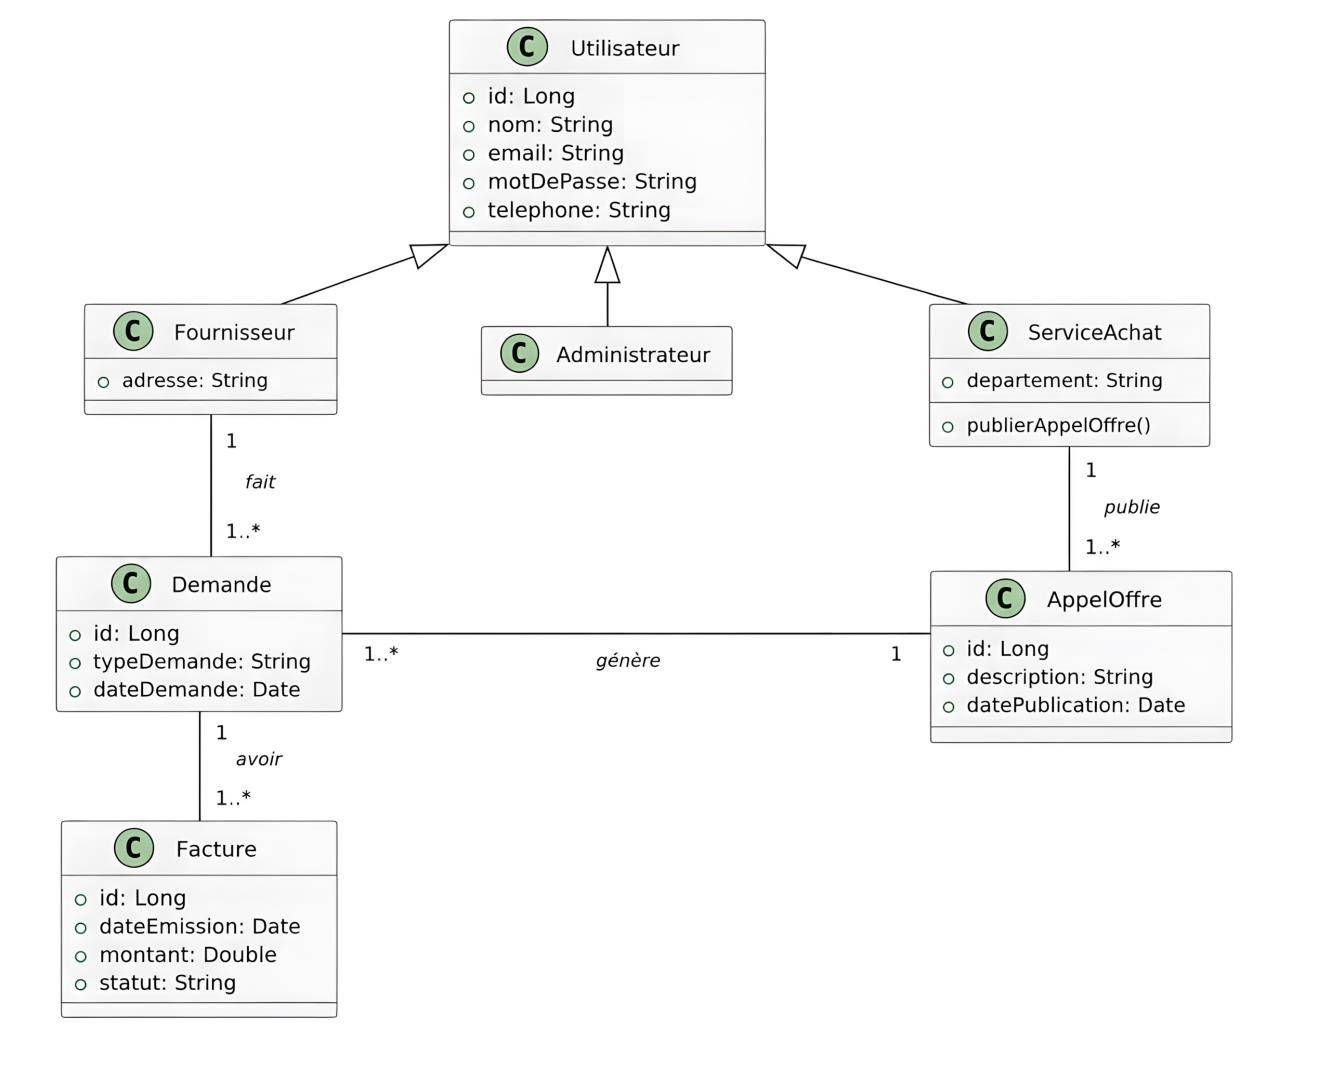 C Utilisateur
id: Long
nom: String
email: String
motDePasse: String
telephone: String
C Fournisseur
adresse: String
C Administrateur
C ServiceAchat
departement: String
publierAppelOffre()
1
fait
1..*
1
publie
1..*
C Demande
id: Long
typeDemande: String
dateDemande: Date
1..*
génère
1
C AppelOffre
id: Long
description: String
datePublication: Date
1
avoir
1..*
C Facture
id: Long
dateEmission: Date
montant: Double
statut: String